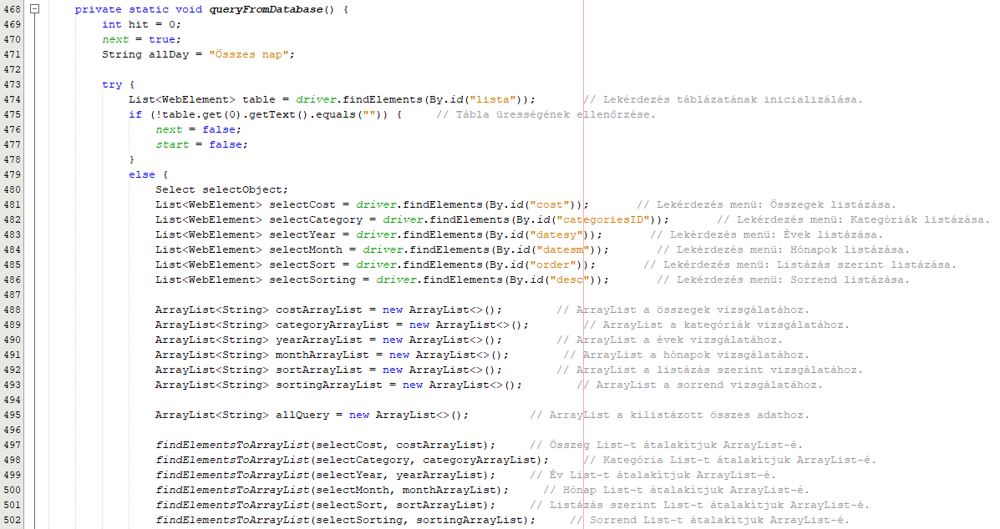 468 private static void queryFromDatabase() {
469 int hit = 0;
470 next = true;
471 String allDay = "Összes nap";
472
473 try {
474 List<WebElement> table = driver.findElements(By.id("lista")); // Lekérdezés táblázatának inicializálása.
475 if (!table.get(0).getText().equals("")) { // Tábla ürességének ellenőrzése.
476 next = false;
477 start = false;
478 }
479 else {
480 Select selectObject;
481 List<WebElement> selectCost = driver.findElements(By.id("cost")); // Lekérdezés menü: Összegek listázása.
482 List<WebElement> selectCategory = driver.findElements(By.id("categoriesID")); // Lekérdezés menü: Kategóriák listázása.
483 List<WebElement> selectYear = driver.findElements(By.id("datesy")); // Lekérdezés menü: Évek listázása.
484 List<WebElement> selectMonth = driver.findElements(By.id("datesm")); // Lekérdezés menü: Hónapok listázása.
485 List<WebElement> selectSort = driver.findElements(By.id("order")); // Lekérdezés menü: Listázás szerint listázása.
486 List<WebElement> selectSorting = driver.findElements(By.id("desc")); // Lekérdezés menü: Sorrend listázása.
487
488 ArrayList<String> costArrayList = new ArrayList<>(); // ArrayList a összegek vizsgálatához.
489 ArrayList<String> categoryArrayList = new ArrayList<>(); // ArrayList a kategóriák vizsgálatához.
490 ArrayList<String> yearArrayList = new ArrayList<>(); // ArrayList a évek vizsgálatához.
491 ArrayList<String> monthArrayList = new ArrayList<>(); // ArrayList a hónapok vizsgálatához.
492 ArrayList<String> sortArrayList = new ArrayList<>(); // ArrayList a listázás szerint vizsgálatához.
493 ArrayList<String> sortingArrayList = new ArrayList<>(); // ArrayList a sorrend vizsgálatához.
494
495 ArrayList<String> allQuery = new ArrayList<>(); // ArrayList a kilistázott összes adathoz.
496
497 findElementsToArrayList(selectCost, costArrayList); // Összeg List-t átalakítjuk ArrayList-é.
498 findElementsToArrayList(selectCategory, categoryArrayList); // Kategória List-t átalakítjuk ArrayList-é.
499 findElementsToArrayList(selectYear, yearArrayList); // Év List-t átalakítjuk ArrayList-é.
500 findElementsToArrayList(selectMonth, monthArrayList); // Hónap List-t átalakítjuk ArrayList-é.
501 findElementsToArrayList(selectSort, sortArrayList); // Listázás szerint List-t átalakítjuk ArrayList-é.
502 findElementsToArrayList(selectSorting, sortingArrayList); // Sorrend List-t átalakítjuk ArrayList-é.